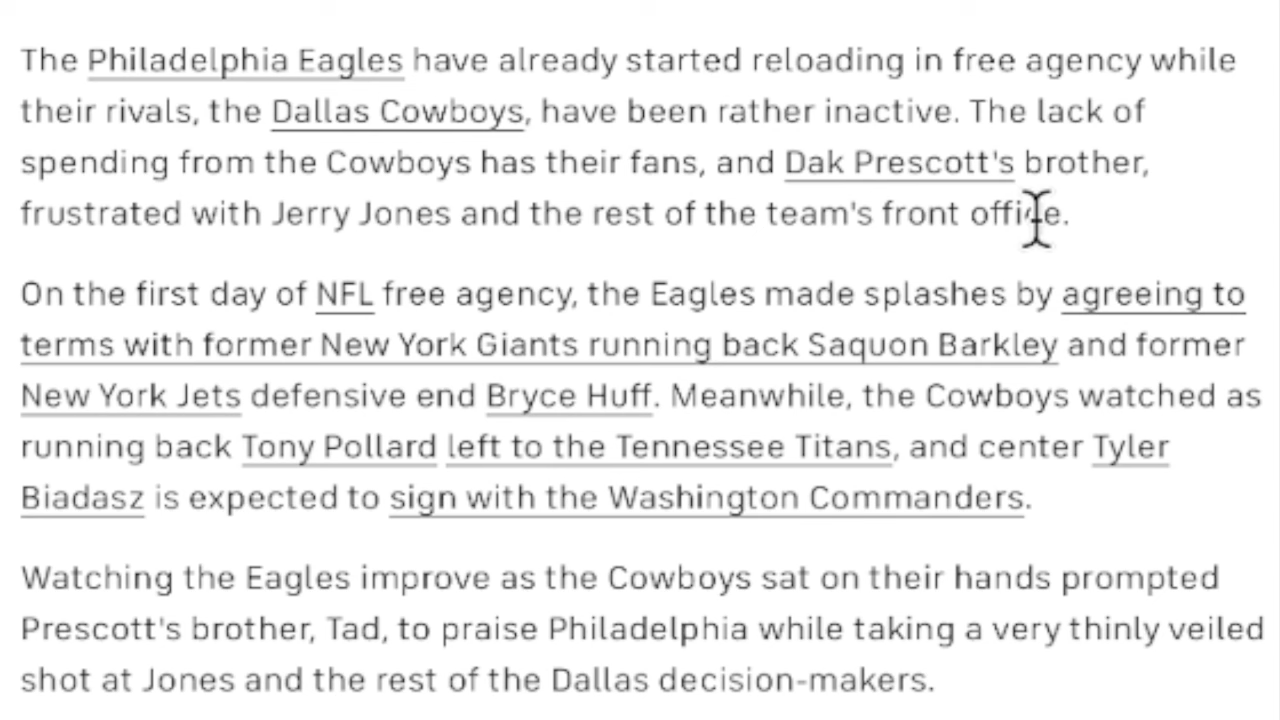 The Philadelphia Eagles have already started reloading in free agency while
their rivals, the Dallas Cowboys, have been rather inactive. The lack of
spending from the Cowboys has their fans, and Dak Prescott's brother,
frustrated with Jerry Jones and the rest of the team's front office.
On the first day of NFL free agency, the Eagles made splashes by agreeing to
terms with former New York Giants running back Saquon Barkley and former
New York Jets defensive end Bryce Huff. Meanwhile, the Cowboys watched as
running back Tony Pollard left to the Tennessee Titans, and center Tyler
Biadasz is expected to sign with the Washington Commanders.
Watching the Eagles improve as the Cowboys sat on their hands prompted
Prescott's brother, Tad, to praise Philadelphia while taking a very thinly veiled
shot at Jones and the rest of the Dallas decision-makers.